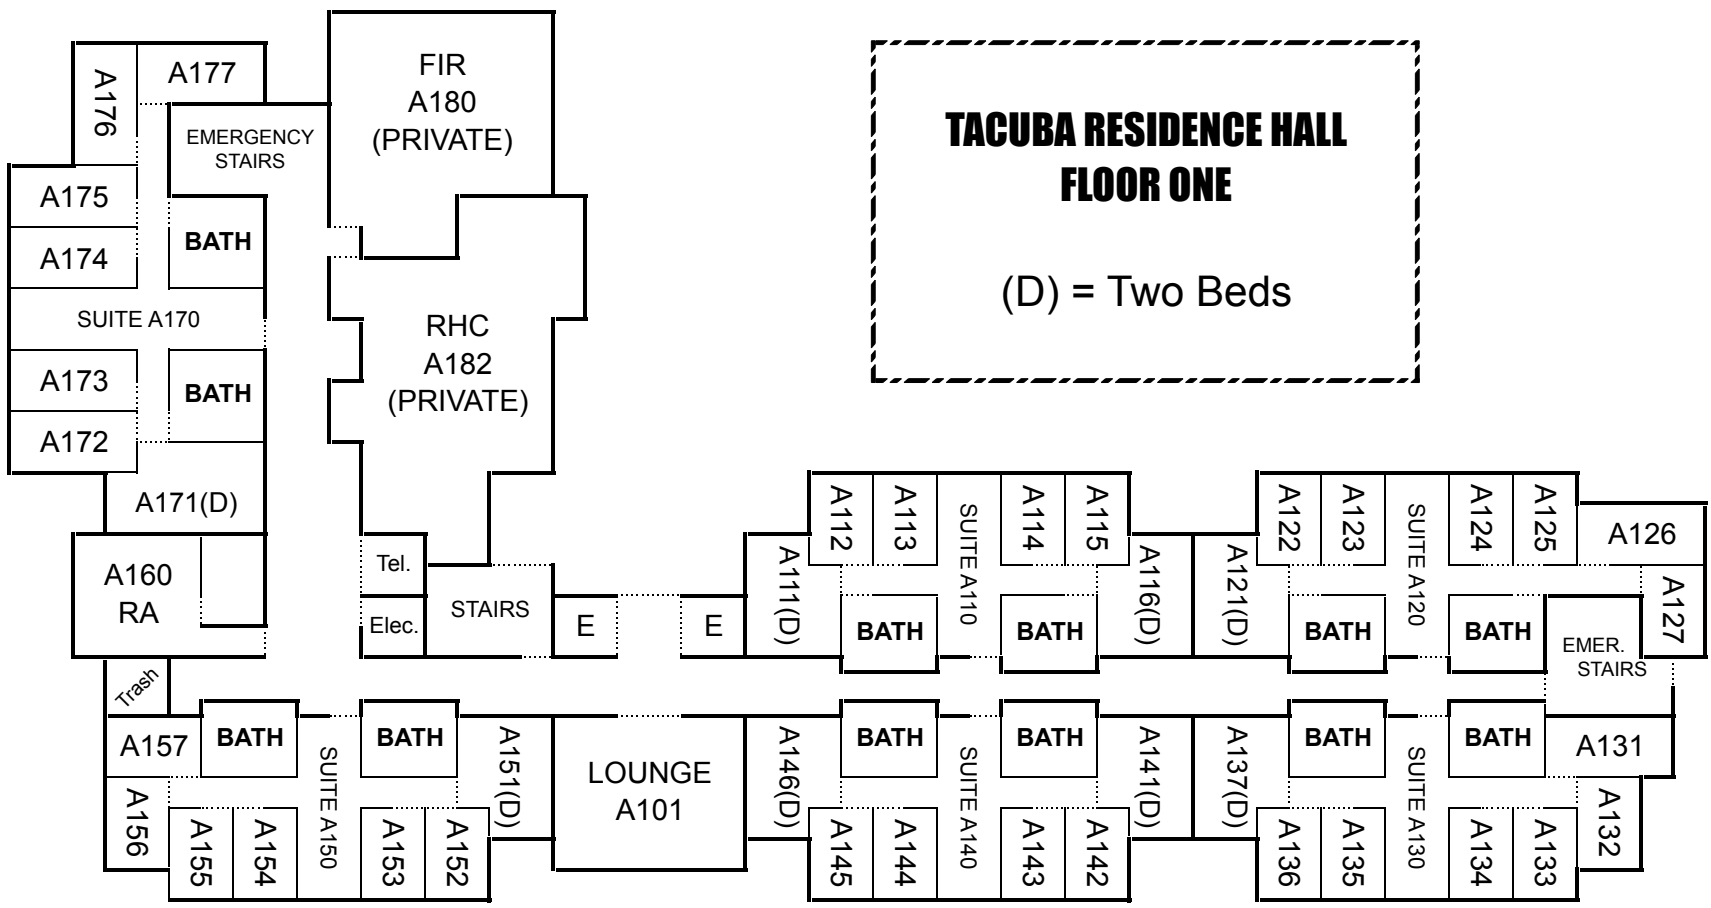 TACUBA RESIDENCE HALL
FLOOR ONE
(D) = Two Beds
FIR
A180
(PRIVATE)
A177
A176
EMERGENCY
STAIRS
A175
BATH
A174
SUITE A170
A173
BATH
A172
A171(D)
RHC
A182
(PRIVATE)
A160
RA
Tel.
Elec.
STAIRS
E
E
Trash
A111(D)
A112
A113
SUITE A110
A114
A115
A116(D)
BATH
BATH
A121(D)
A122
A123
SUITE A120
A124
A125
A126
A127
BATH
BATH
EMER.
STAIRS
A157
BATH
BATH
A156
A155
A154
SUITE A150
A153
A152
A151(D)
LOUNGE
A101
A146(D)
BATH
BATH
A145
A144
SUITE A140
A143
A142
A141(D)
A137(D)
BATH
BATH
A131
A136
A135
SUITE A130
A134
A133
A132